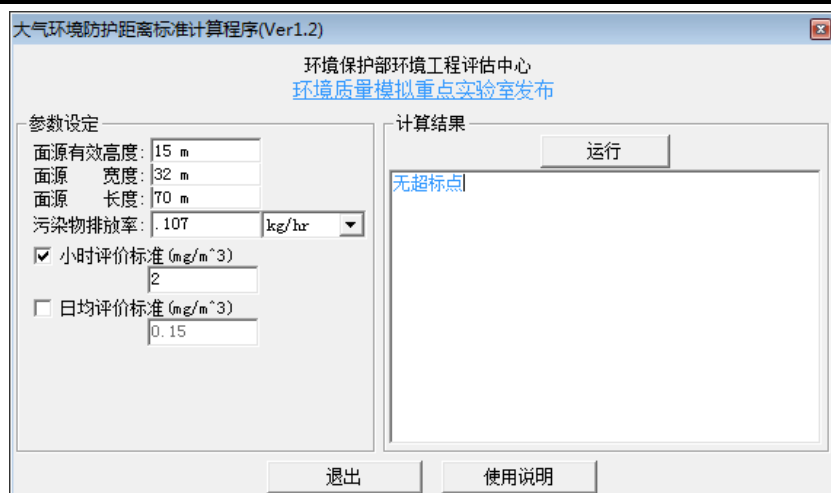 大气环境防护距离标准计算程序(Ver1.2)
环境保护部环境工程评估中心
环境质量模拟重点实验室发布
参数设定
面源有效高度: 15 m
面源 宽度: 32 m
面源 长度: 70 m
污染物排放率: .107 kg/hr
小时评价标准(mg/m^3)
2
日均评价标准(mg/m^3)
0.15
计算结果
运行
无超标点
退出
使用说明